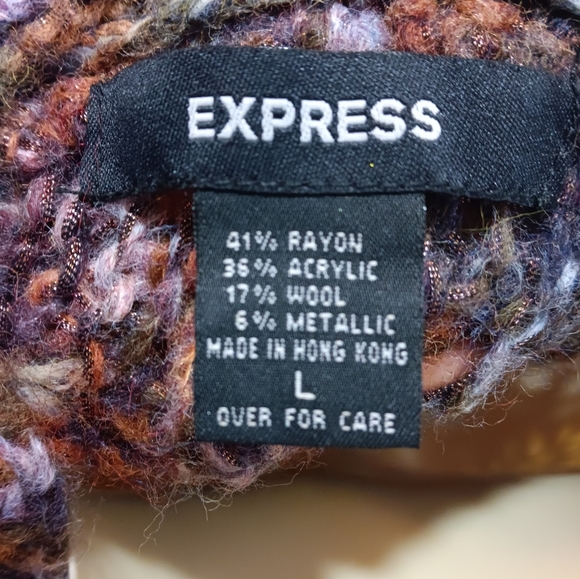 EXPRESS
41% RAYON
36% ACRYLIC
17% WOOL
6% METALLIC
MADE IN HONG KONG
L
OVER FOR CARE